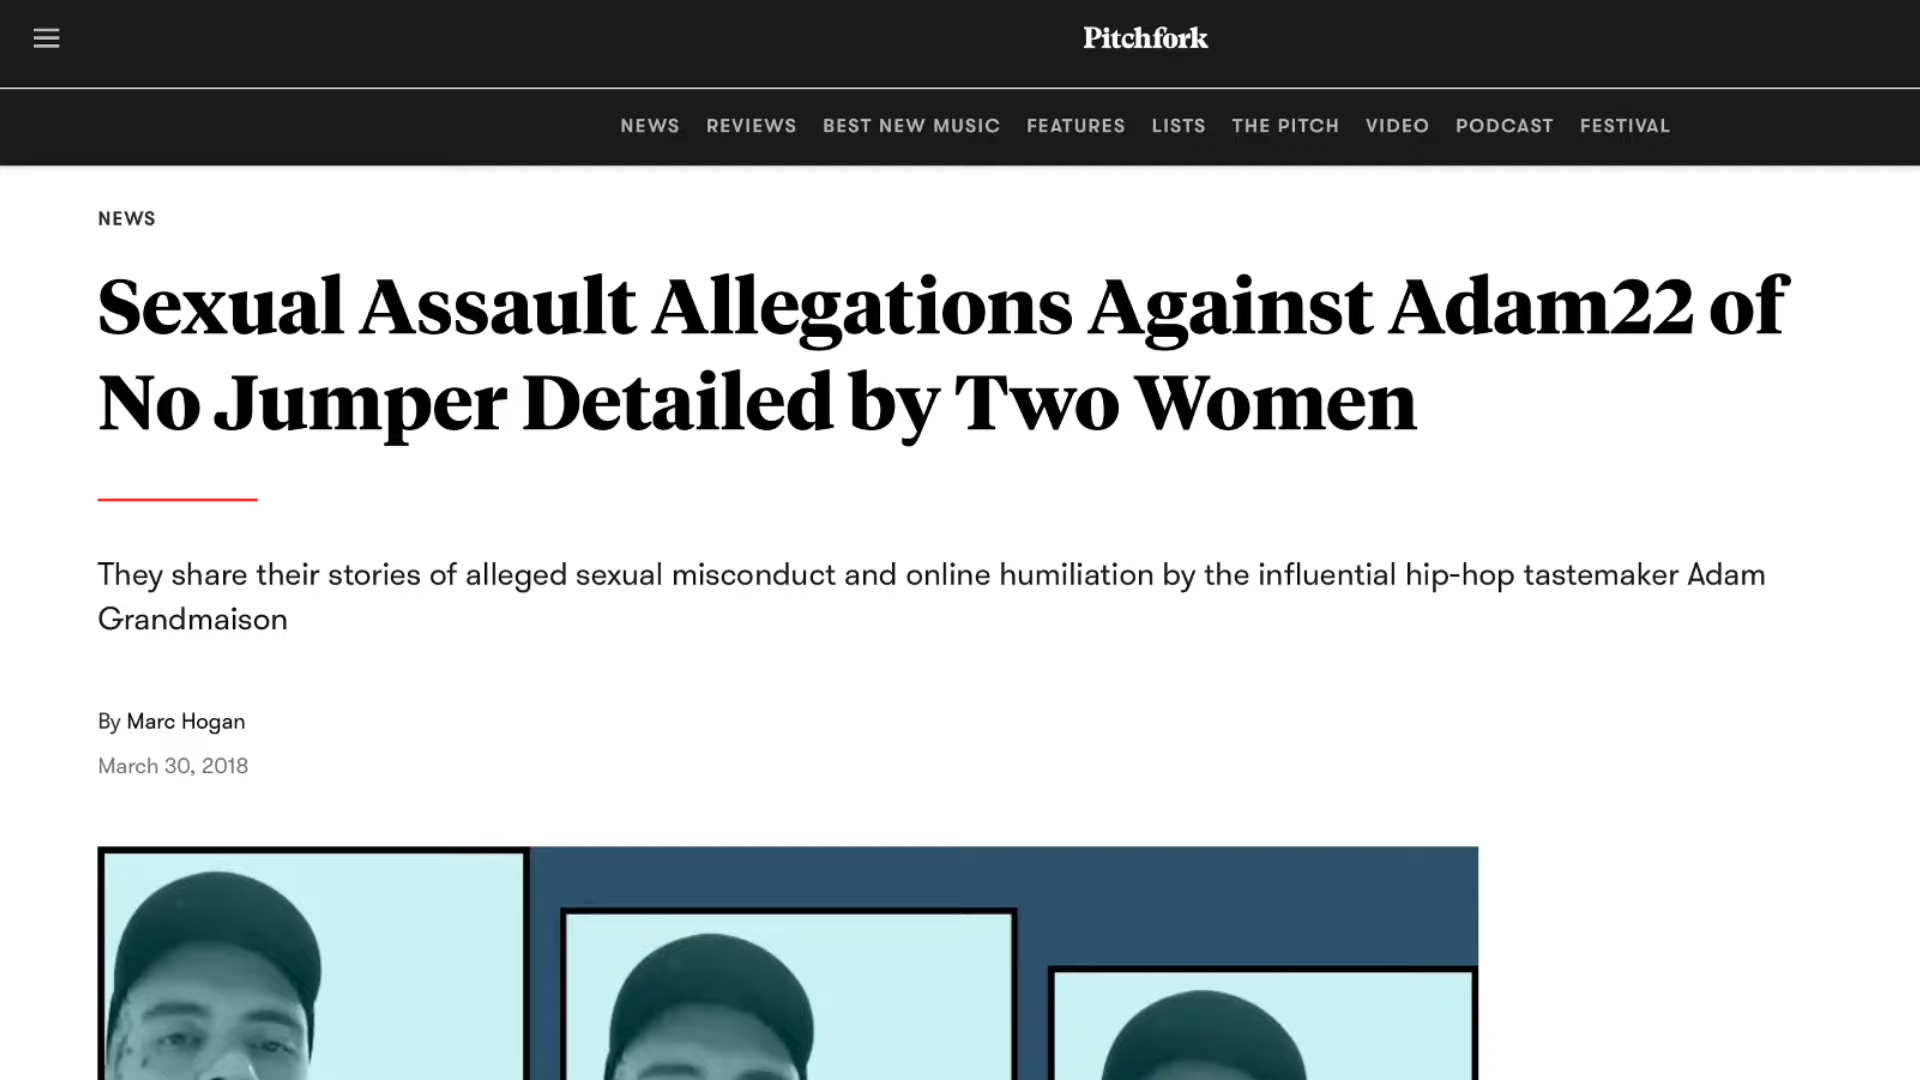 Pitchfork
NEWS REVIEWS BEST NEW MUSIC FEATURES LISTS THE PITCH VIDEO PODCAST FESTIVAL
NEWS
Sexual Assault Allegations Against Adam22 of
No Jumper Detailed by Two Women
They share their stories of alleged sexual misconduct and online humiliation by the influential hip-hop tastemaker Adam
Grandmaison
By Marc Hogan
March 30, 2018